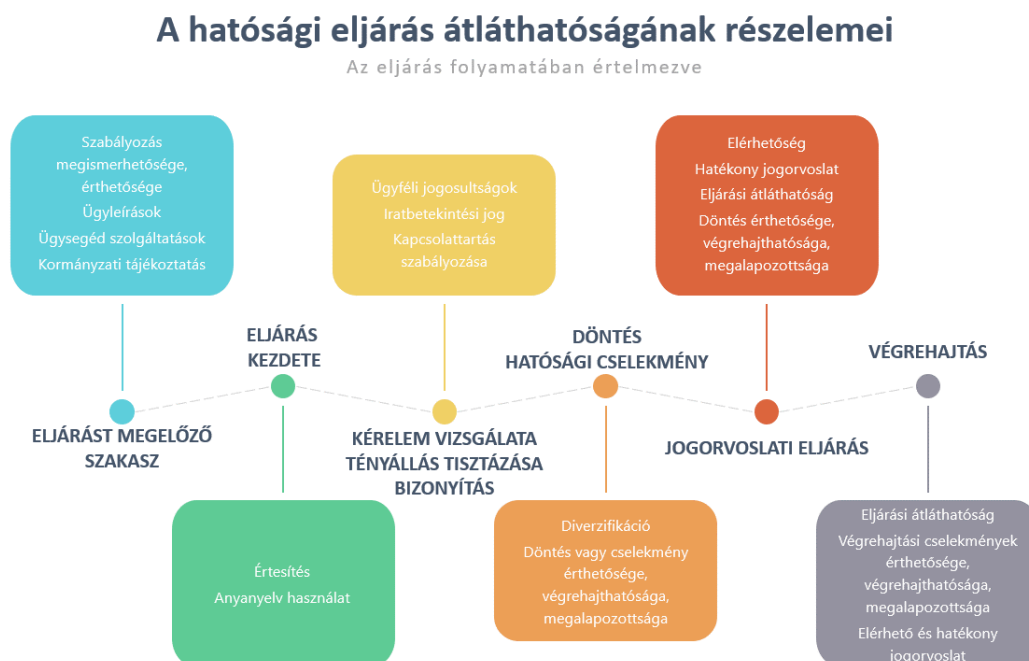 A hatósági eljárás átláthatóságának részelemei
Az eljárás folyamatában értelmezve
Szabályozás
megismerhetősége,
érthetősége
Ügyleírások
Ügysegéd szolgáltatások
Kormányzati tájékoztatás
ELJÁRÁST MEGELŐZŐ
SZAKASZ
ELJÁRÁS
KEZDETE
Értesítés
Anyanyelv használat
Ügyféli jogosultságok
Iratbetekintési jog
Kapcsolattartás
szabályozása
KÉRELEM VIZSGÁLATA
TÉNYÁLLÁS TISZTÁZÁSA
BIZONYÍTÁS
DÖNTÉS
HATÓSÁGI CSELEKMÉNY
Diverzifikáció
Döntés vagy cselekmény
érthetősége,
végrehajthatósága,
megalapozottsága
Elérhetőség
Hatékony jogorvoslat
Eljárási átláthatóság
Döntés érthetősége,
végrehajthatósága,
megalapozottsága
JOGORVOSLATI ELJÁRÁS
VÉGREHAJTÁS
Eljárási átláthatóság
Végrehajtási cselekmények
érthetősége,
végrehajthatósága,
megalapozottsága
Elérhető és hatékony
jogorvoslat